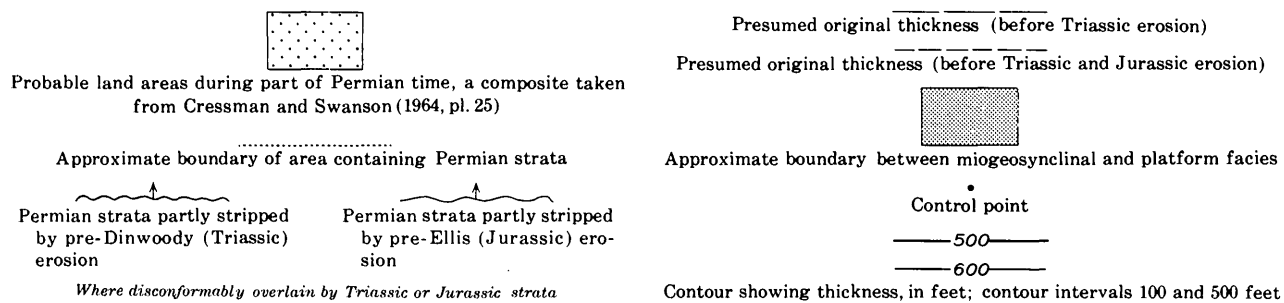 Probable land areas during part of Permian time, a composite taken
from Cressman and Swanson (1964, pl. 25)
Approximate boundary of area containing Permian strata
Permian strata partly stripped
by pre-Dinwoody (Triassic)
erosion
Permian strata partly stripped
by pre-Ellis (Jurassic) ero-
sion
Where disconformably overlain by Triassic or Jurassic strata
Presumed original thickness (before Triassic erosion)
Presumed original thickness (before Triassic and Jurassic erosion)
Approximate boundary between miogeosynclinal and platform facies
Control point
500
600
Contour showing thickness, in feet; contour intervals 100 and 500 feet